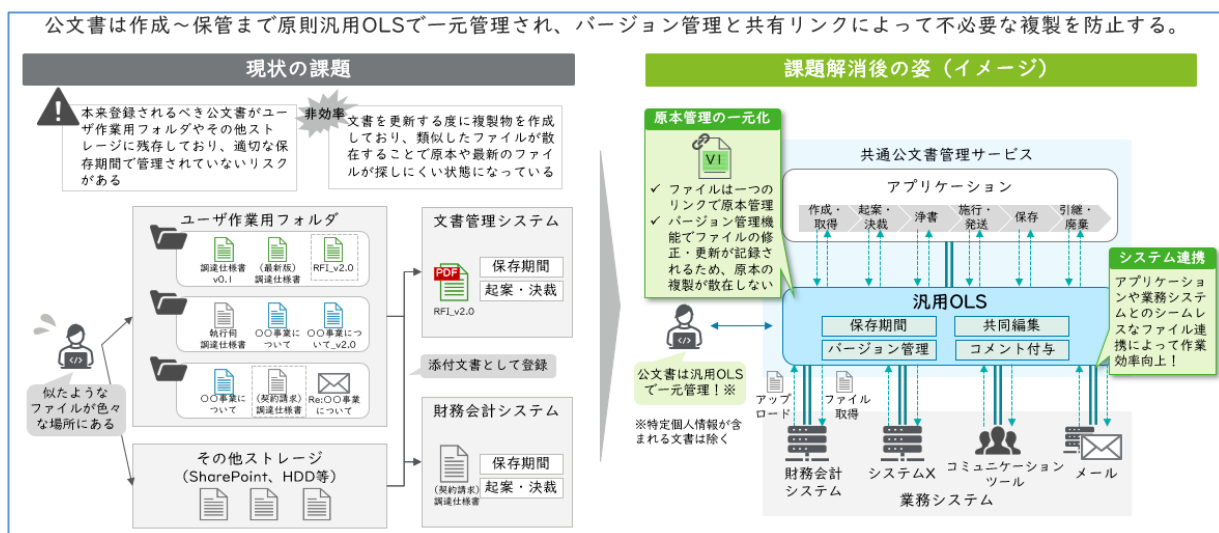 公文書は作成～保管まで原則汎用OLSで一元管理され、バージョン管理と共有リンクによって不必要な複製を防止する。
現状の課題
本来登録されるべき公文書がユー
ザ作業用フォルダやその他スト
レージに残存しており、適切な保
存期間で管理されていないリスク
がある
非効率
文書を更新する度に複製物を作成
しており、類似したファイルが散
在することで原本や最新のファイ
ルが探しにくい状態になっている
ユーザ作業用フォルダ
調達仕様書
v0.1
(最新版)
調達仕様書
RFI_v2.0
執行伺
調達仕様書
〇〇事業に
ついて
〇〇事業につ
いて_v2.0
〇〇事業に
ついて
(契約請求)
調達仕様書
Re:〇〇事業
について
似たような
ファイルが色々
な場所にある
その他ストレージ
(SharePoint、HDD等)
文書管理システム
PDF
RFI_v2.0
保存期間
起案・決裁
添付文書として登録
財務会計システム
(契約請求)
調達仕様書
保存期間
起案・決裁
課題解消後の姿（イメージ）
原本管理の一元化
V1
✓ ファイルは一つの
リンクで原本管理
✓ バージョン管理機
能でファイルの修
正・更新が記録さ
れるため、原本の
複製が散在しない
共通公文書管理サービス
アプリケーション
作成・
取得
起案・
決裁
浄書
施行・
発送
保存
引継・
廃棄
システム連携
アプリケーショ
ンや業務システ
ムとのシームレ
スなファイル連
携によって作業
効率向上！
汎用OLS
保存期間
共同編集
バージョン管理
コメント付与
公文書は汎用OLS
で一元管理！※
※特定個人情報が含
まれる文書は除く
アップ
ロード
ファイル
取得
財務会計
システム
システムX
コミュニケーション
ツール
メール
業務システム